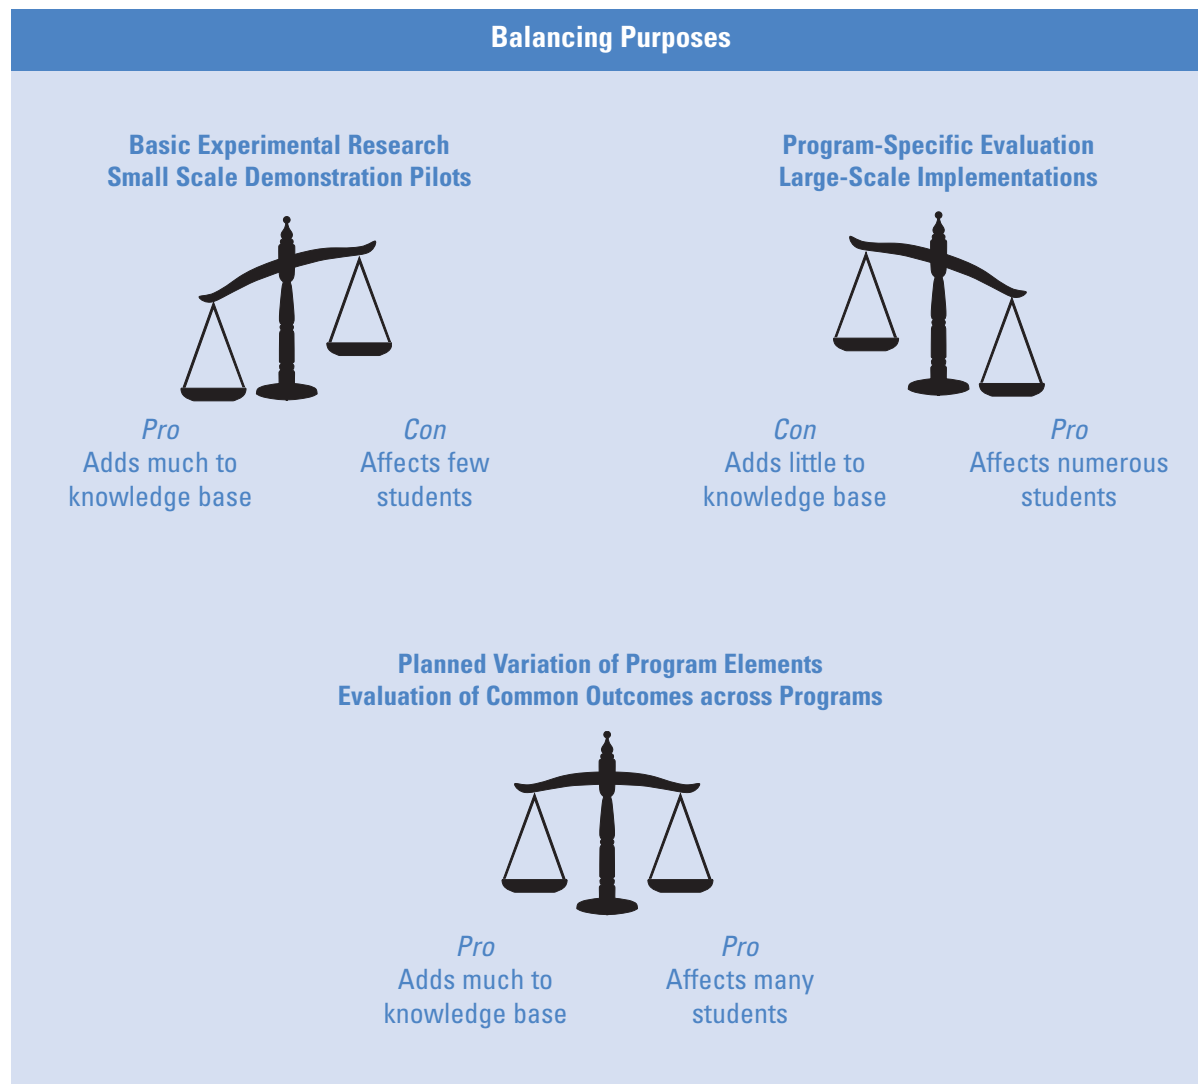 Balancing Purposes
Basic Experimental Research
Small Scale Demonstration Pilots
Pro
Adds much to
knowledge base
Con
Affects few
students
Program-Specific Evaluation
Large-Scale Implementations
Con
Adds little to
knowledge base
Pro
Affects numerous
students
Planned Variation of Program Elements
Evaluation of Common Outcomes across Programs
Pro
Adds much to
knowledge base
Pro
Affects many
students